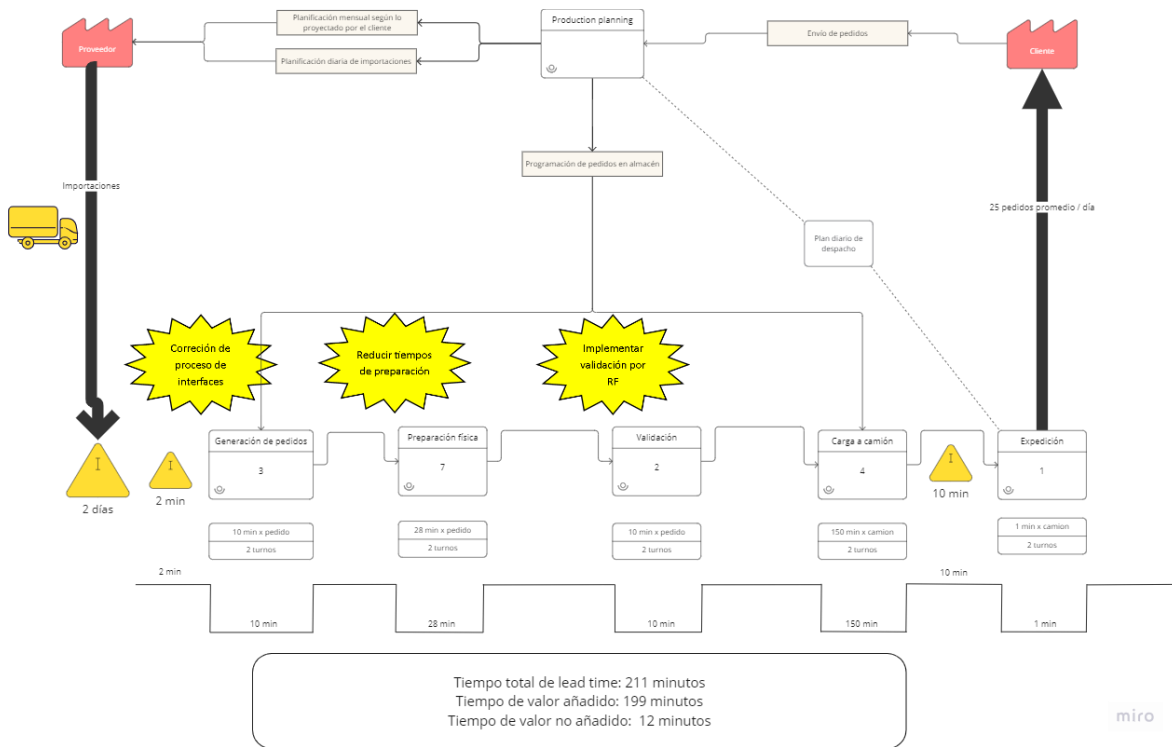 Proveedor
Planificación mensual según lo
proyectado por el cliente
Planificación diaria de importaciones
Production planning
Envío de pedidos
Cliente
Programación de pedidos en almacén
Importaciones
25 pedidos promedio / día
Plan diario de
despacho
Correción de
proceso de
interfaces
Reducir tiempos
de preparación
Implementar
validación por
RF
I
2 días
I
2 min
Generación de pedidos
3
Preparación física
7
Validación
2
Carga a camión
4
I
10 min
Expedición
1
10 min x pedido
2 turnos
28 min x pedido
2 turnos
10 min x pedido
2 turnos
150 min x camion
2 turnos
1 min x camion
2 turnos
2 min
10 min
10 min
28 min
10 min
150 min
1 min
Tiempo total de lead time: 211 minutos
Tiempo de valor añadido: 199 minutos
Tiempo de valor no añadido: 12 minutos
miro